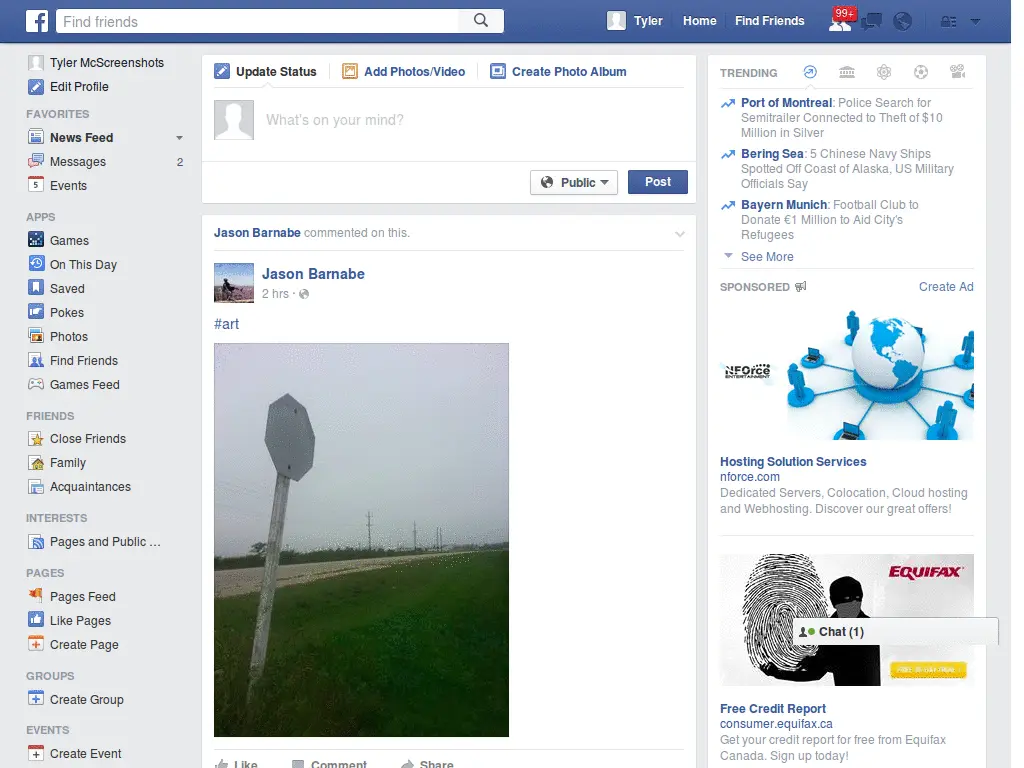 Find friends
Tyler
Home
Find Friends
99+
Tyler McScreenshots
Edit Profile
FAVORITES
News Feed
Messages 2
5 Events
APPS
Games
On This Day
Saved
Pokes
Photos
Find Friends
Games Feed
FRIENDS
Close Friends
Family
Acquaintances
INTERESTS
Pages and Public ...
PAGES
Pages Feed
Like Pages
Create Page
GROUPS
Create Group
EVENTS
Create Event
Update Status
Add Photos/Video
Create Photo Album
What's on your mind?
Public
Post
Jason Barnabe commented on this.
Jason Barnabe
2 hrs ·
#art
Like
Comment
Share
TRENDING
Port of Montreal: Police Search for
Semitrailer Connected to Theft of $10
Million in Silver
Bering Sea: 5 Chinese Navy Ships
Spotted Off Coast of Alaska, US Military
Officials Say
Bayern Munich: Football Club to
Donate €1 Million to Aid City's
Refugees
See More
SPONSORED
Create Ad
NFOrce
ENTERTAINMENT
Hosting Solution Services
nforce.com
Dedicated Servers, Colocation, Cloud hosting
and Webhosting. Discover our great offers!
EQUIFAX
Chat (1)
Free Credit Report
consumer.equifax.ca
Get your credit report for free from Equifax
Canada. Sign up today!